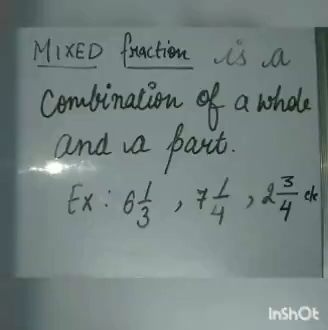 MIXED fraction is a
Combination of a whole
and a part.
Ex : 6 1/3 , 7 1/4 , 2 3/4 etc
InShOt